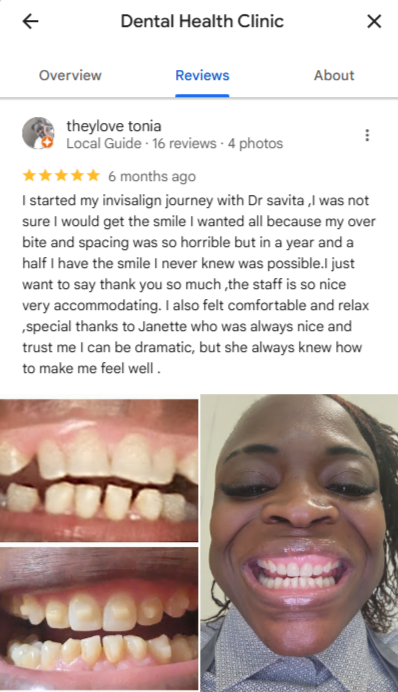 Dental Health Clinic
Overview
Reviews
About
theylove tonia
Local Guide · 16 reviews · 4 photos
6 months ago
I started my invisalign journey with Dr savita ,I was not
sure I would get the smile I wanted all because my over
bite and spacing was so horrible but in a year and a
half I have the smile I never knew was possible.I just
want to say thank you so much ,the staff is so nice
very accommodating. I also felt comfortable and relax
,special thanks to Janette who was always nice and
trust me I can be dramatic, but she always knew how
to make me feel well .